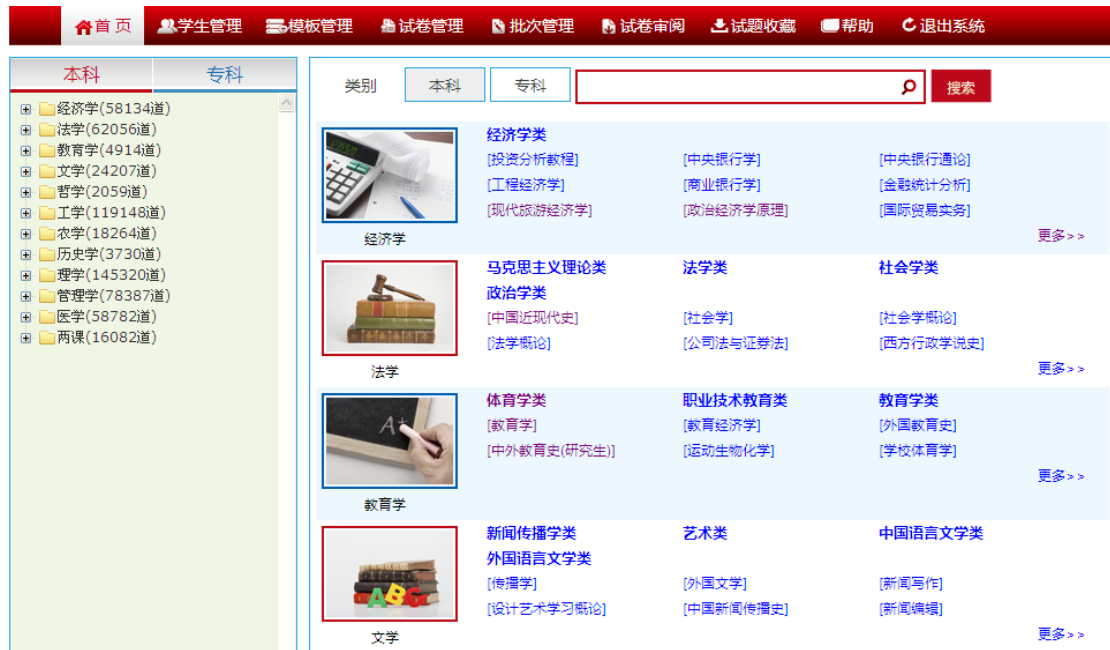 首 页 学生管理 模板管理 试卷管理 批次管理 试卷审阅 试题收藏 帮助 退出系统
本科 专科
经济学(58134道)
法学(62056道)
教育学(4914道)
文学(24207道)
哲学(2059道)
工学(119148道)
农学(18264道)
历史学(3730道)
理学(145320道)
管理学(78387道)
医学(58782道)
两课(16082道)
类别 本科 专科 搜索
经济学类
[投资分析教程] [中央银行学] [中央银行通论]
[工程经济学] [商业银行学] [金融统计分析]
[现代旅游经济学] [政治经济学原理] [国际贸易实务]
经济学
更多>>
马克思主义理论类 法学类 社会学类
政治学类
[中国近现代史] [社会学] [社会学概论]
[法学概论] [公司法与证券法] [西方行政学说史]
法学
更多>>
体育学类 职业技术教育类 教育学类
[教育学] [教育经济学] [外国教育史]
[中外教育史(研究生)] [运动生物化学] [学校体育学]
A+
更多>>
教育学
新闻传播学类 艺术类 中国语言文学类
外国语言文学类
[传播学] [外国文学] [新闻写作]
[设计艺术学习概论] [中国新闻传播史] [新闻编辑]
ABC
文学
更多>>